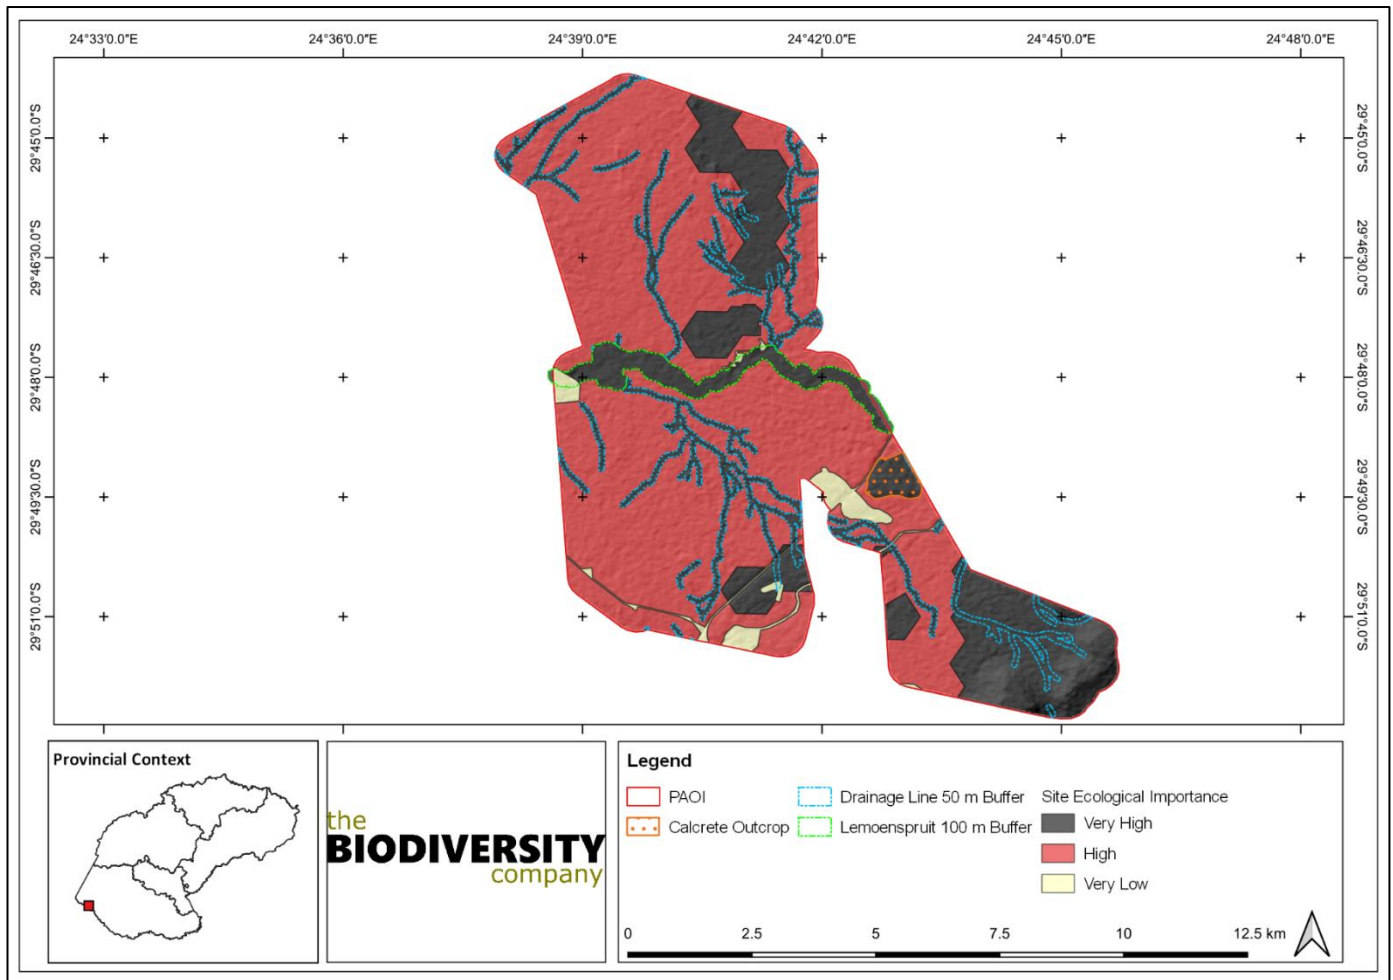 24°33'0.0"E 24°36'0.0"E 24°39'0.0"E 24°42'0.0"E 24°45'0.0"E 24°48'0.0"E
29°45'0.0"S 29°45'0.0"S
29°46'30.0"S 29°46'30.0"S
29°48'0.0"S 29°48'0.0"S
29°49'30.0"S 29°49'30.0"S
29°51'0.0"S 29°51'0.0"S
Provincial Context
the
BIODIVERSITY
company
Legend
PAOI
Calcrete Outcrop
Drainage Line 50 m Buffer
Lemoenspruit 100 m Buffer
Site Ecological Importance
Very High
High
Very Low
0 2.5 5 7.5 10 12.5 km